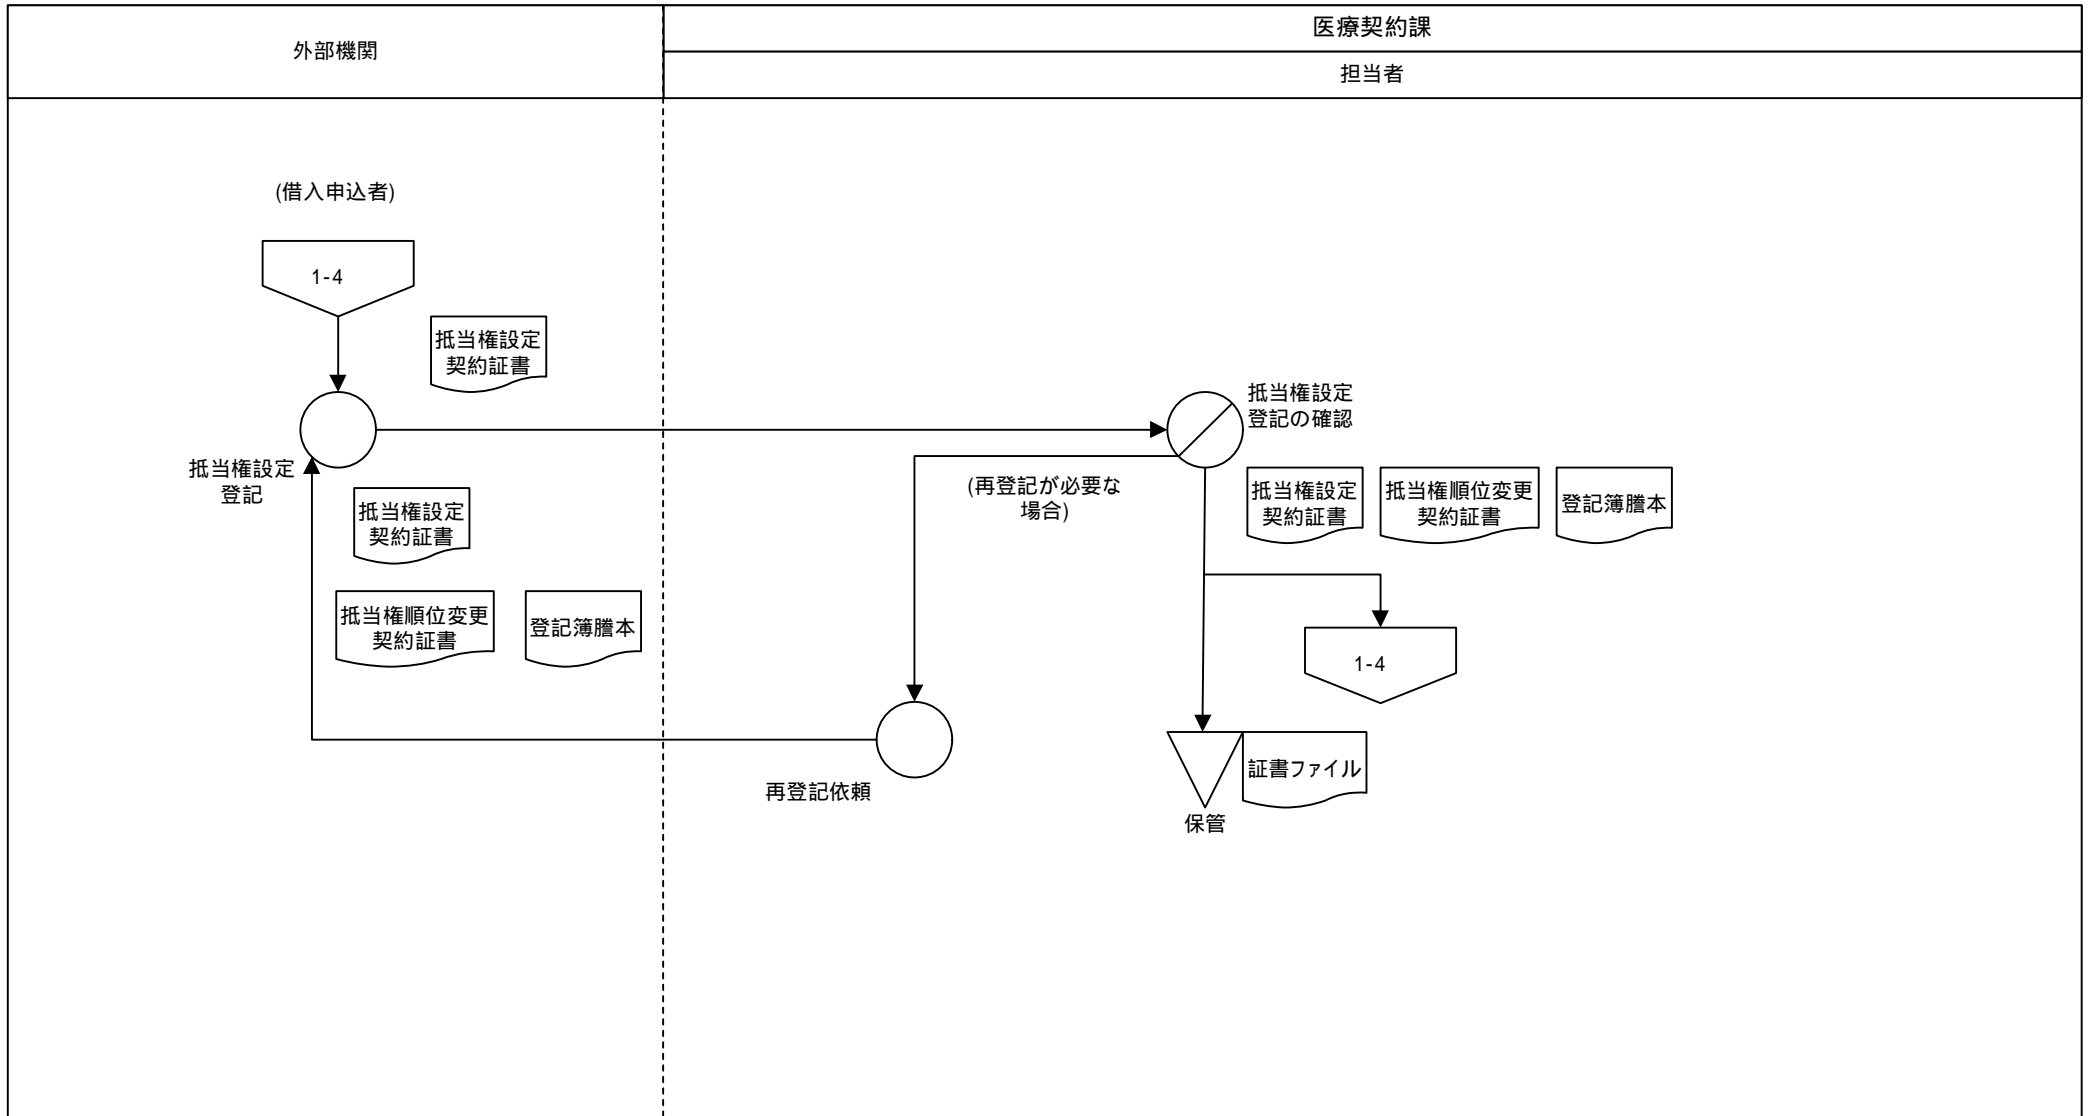 外部機関
医療契約課
担当者
(借入申込者)
1-4
抵当権設定
契約証書
抵当権設定
登記の確認
抵当権設定
登記
(再登記が必要な
場合)
抵当権設定
契約証書
抵当権順位変更
契約証書
登記簿謄本
抵当権設定
契約証書
抵当権順位変更
契約証書
登記簿謄本
1-4
証書ファイル
再登記依頼
保管